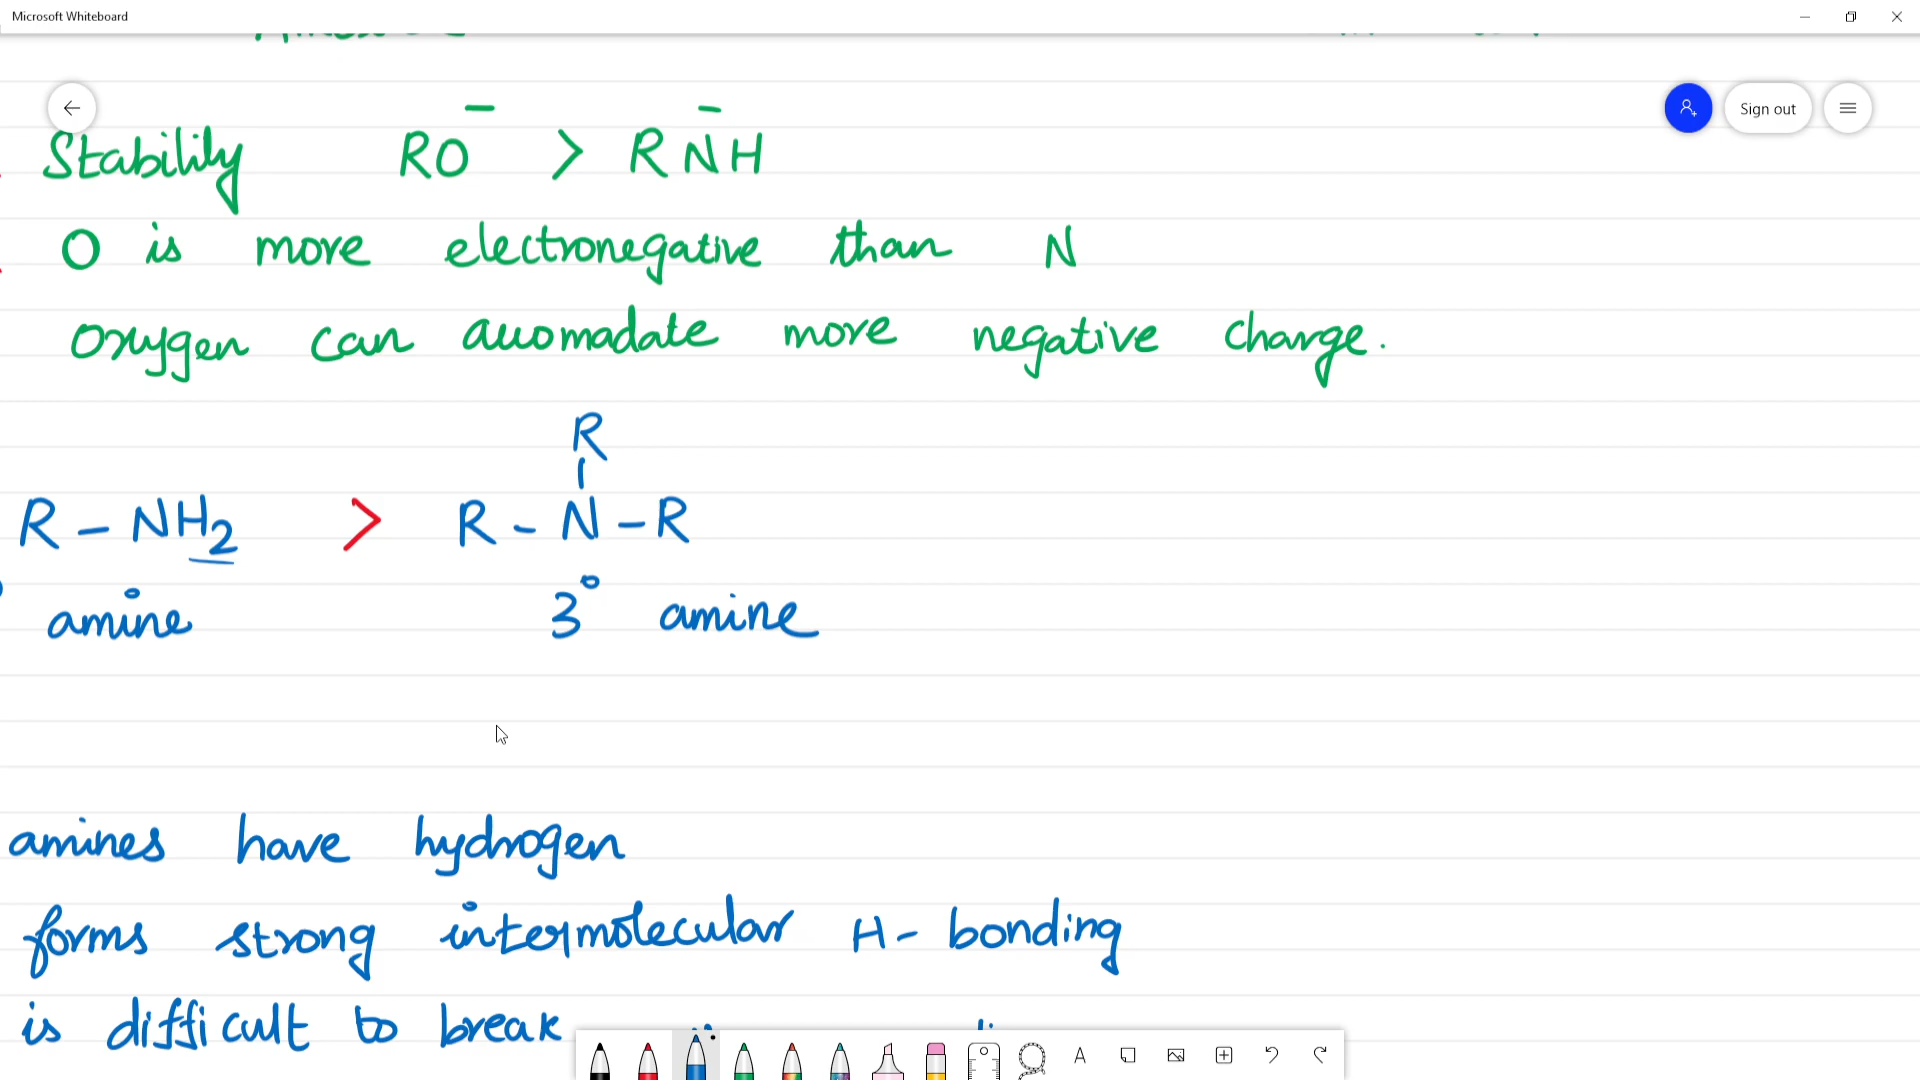 Microsoft Whiteboard
Sign out
Stability RO⁻ > RN⁻H
O is more electronegative than N
oxygen can auomadate more negative charge.
R
R - NH₂ > R - N - R
amine 3° amine
amines have hydrogen
forms strong intermolecular H- bonding
is difficult to break
A